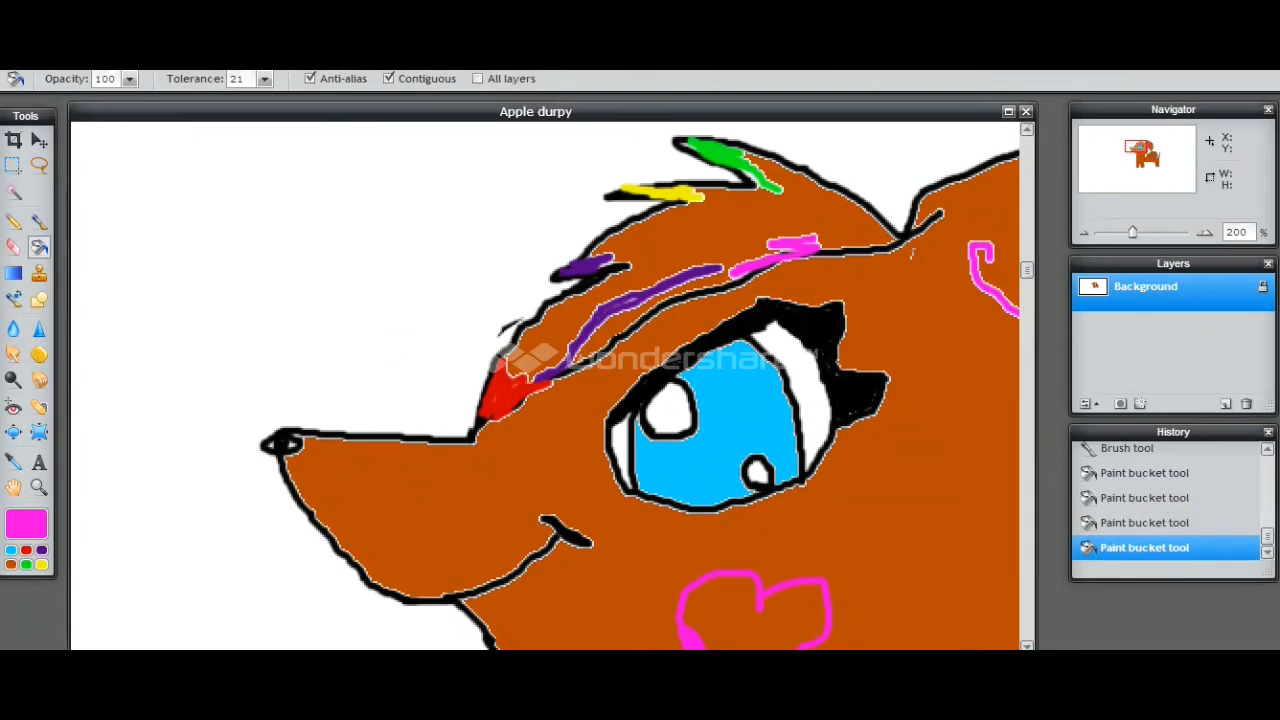 Opacity: 100 Tolerance: 21 Anti-alias Contiguous All layers
Tools
Apple durpy
Navigator
X:
Y:
W:
H:
200 %
Layers
Background
History
Brush tool
Paint bucket tool
Paint bucket tool
Paint bucket tool
Paint bucket tool
A
wondershare